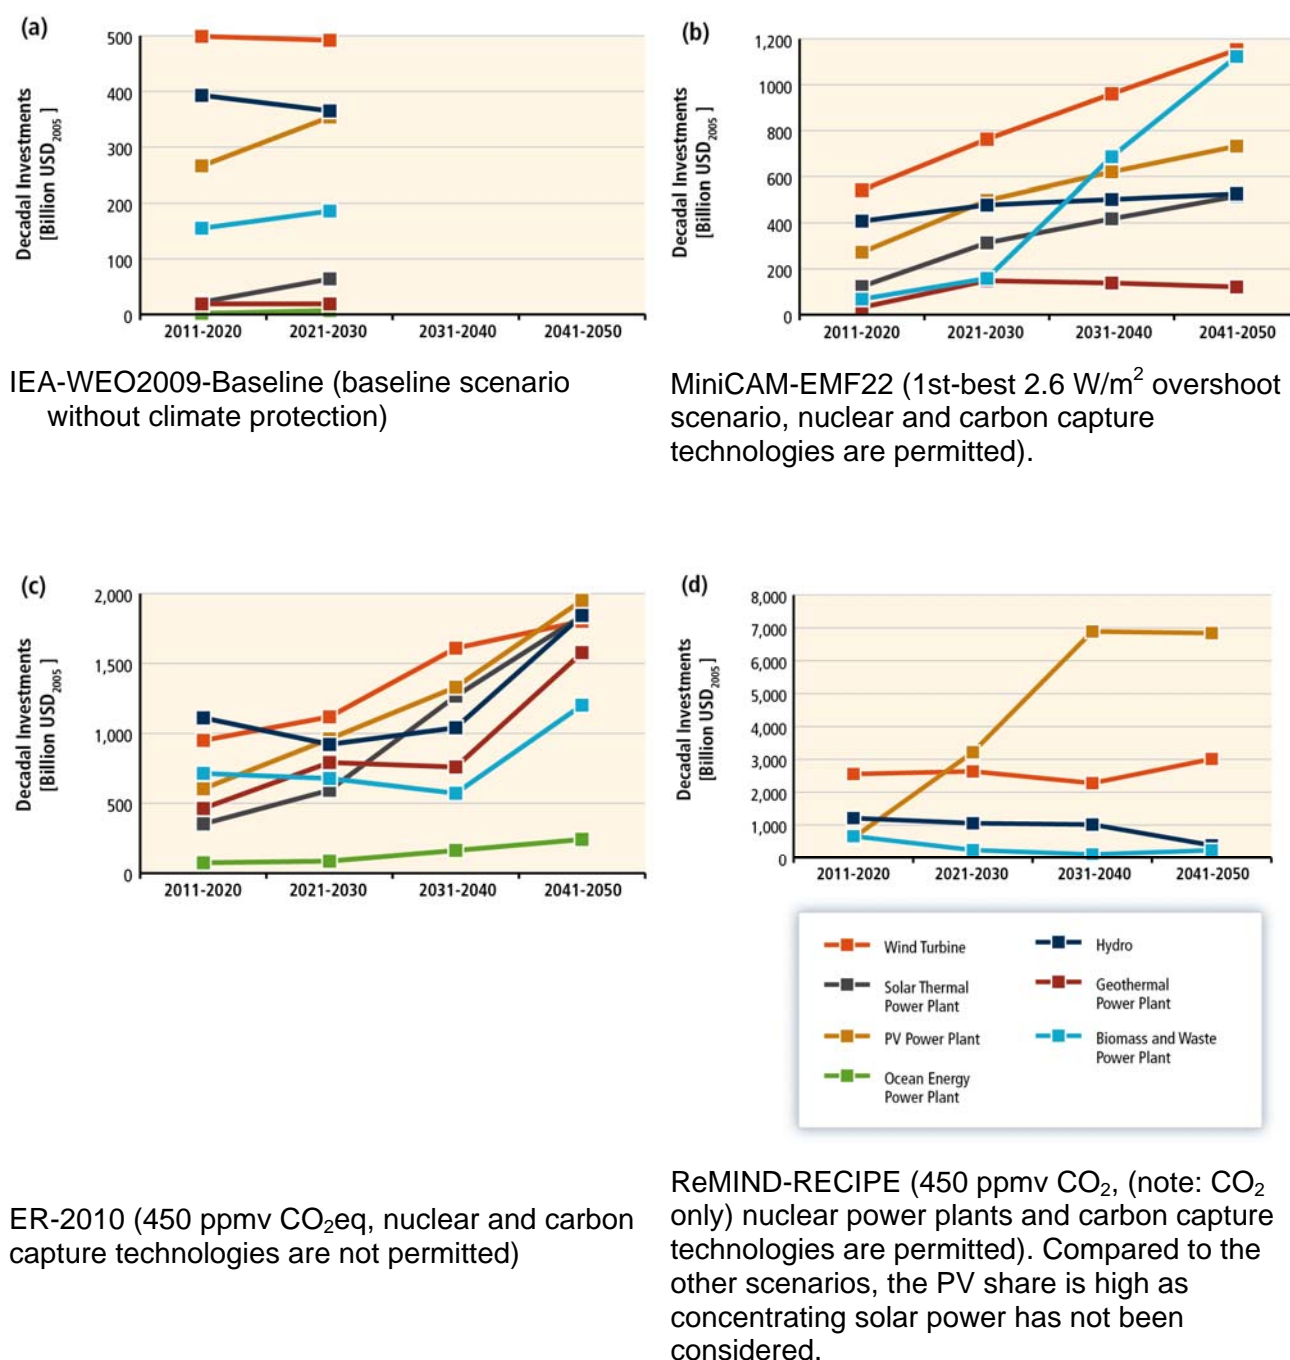 (a)
Decadal Investments
[Billion USD2005 ]
500
400
300
200
100
0
2011-2020 2021-2030 2031-2040 2041-2050
IEA-WEO2009-Baseline (baseline scenario
without climate protection)
(b)
Decadal Investments
[Billion USD2005 ]
1,200
1000
800
600
400
200
0
2011-2020 2021-2030 2031-2040 2041-2050
MiniCAM-EMF22 (1st-best 2.6 W/m² overshoot
scenario, nuclear and carbon capture
technologies are permitted).
(c)
Decadal Investments
[Billion USD2005 ]
2,000
1,500
1,000
500
0
2011-2020 2021-2030 2031-2040 2041-2050
ER-2010 (450 ppmv CO₂eq, nuclear and carbon
capture technologies are not permitted)
(d)
Decadal Investments
[Billion USD2005 ]
8,000
7,000
6,000
5,000
4,000
3,000
2,000
1,000
0
2011-2020 2021-2030 2031-2040 2041-2050
Wind Turbine
Solar Thermal
Power Plant
PV Power Plant
Ocean Energy
Power Plant
Hydro
Geothermal
Power Plant
Biomass and Waste
Power Plant
ReMIND-RECIPE (450 ppmv CO₂, (note: CO₂
only) nuclear power plants and carbon capture
technologies are permitted). Compared to the
other scenarios, the PV share is high as
concentrating solar power has not been
considered.